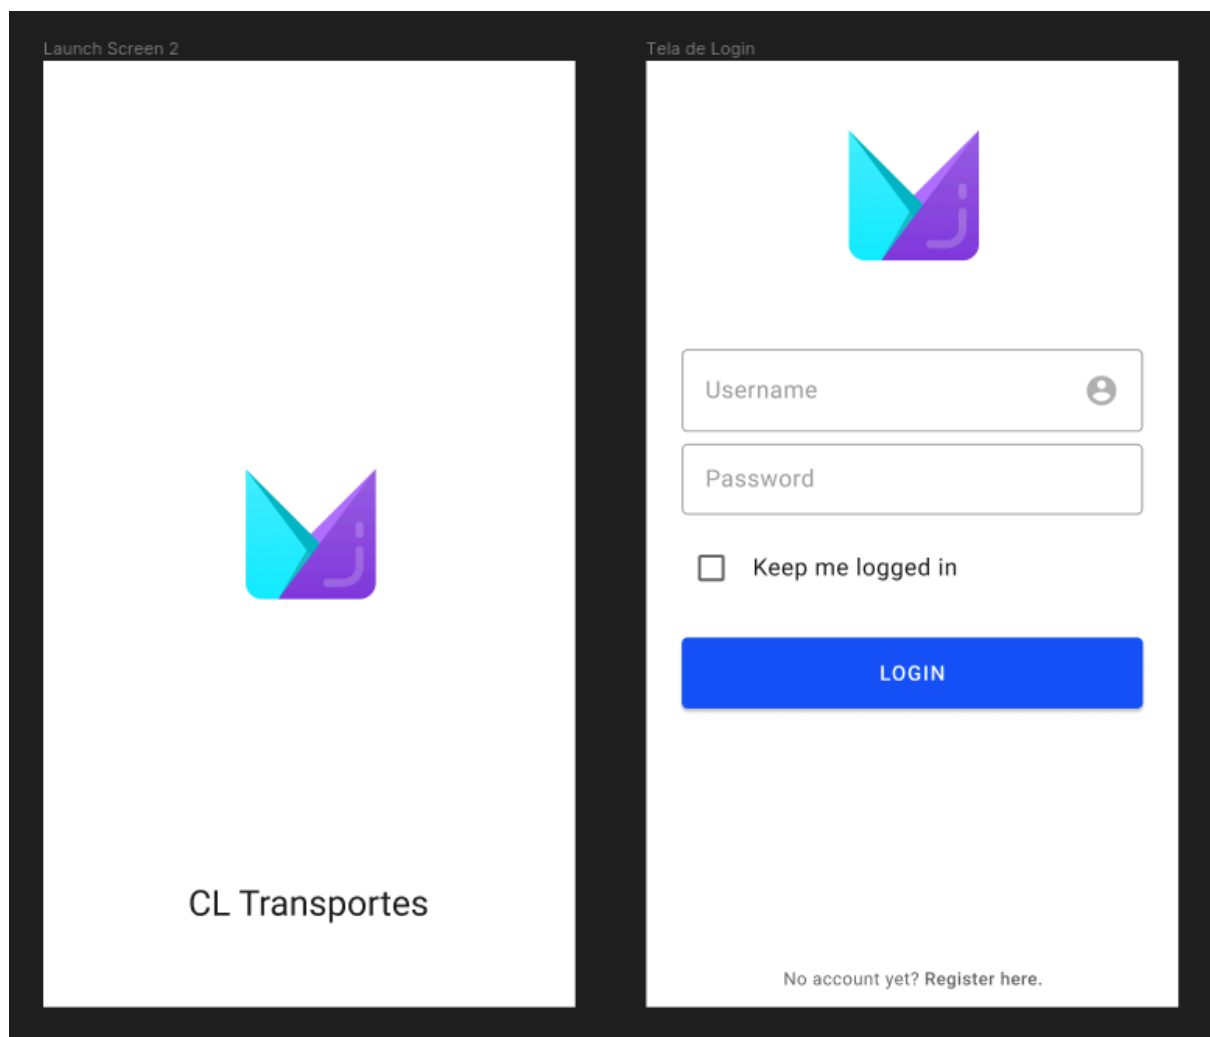 Launch Screen 2
CL Transportes
Tela de Login
Username
Password
Keep me logged in
LOGIN
No account yet? Register here.